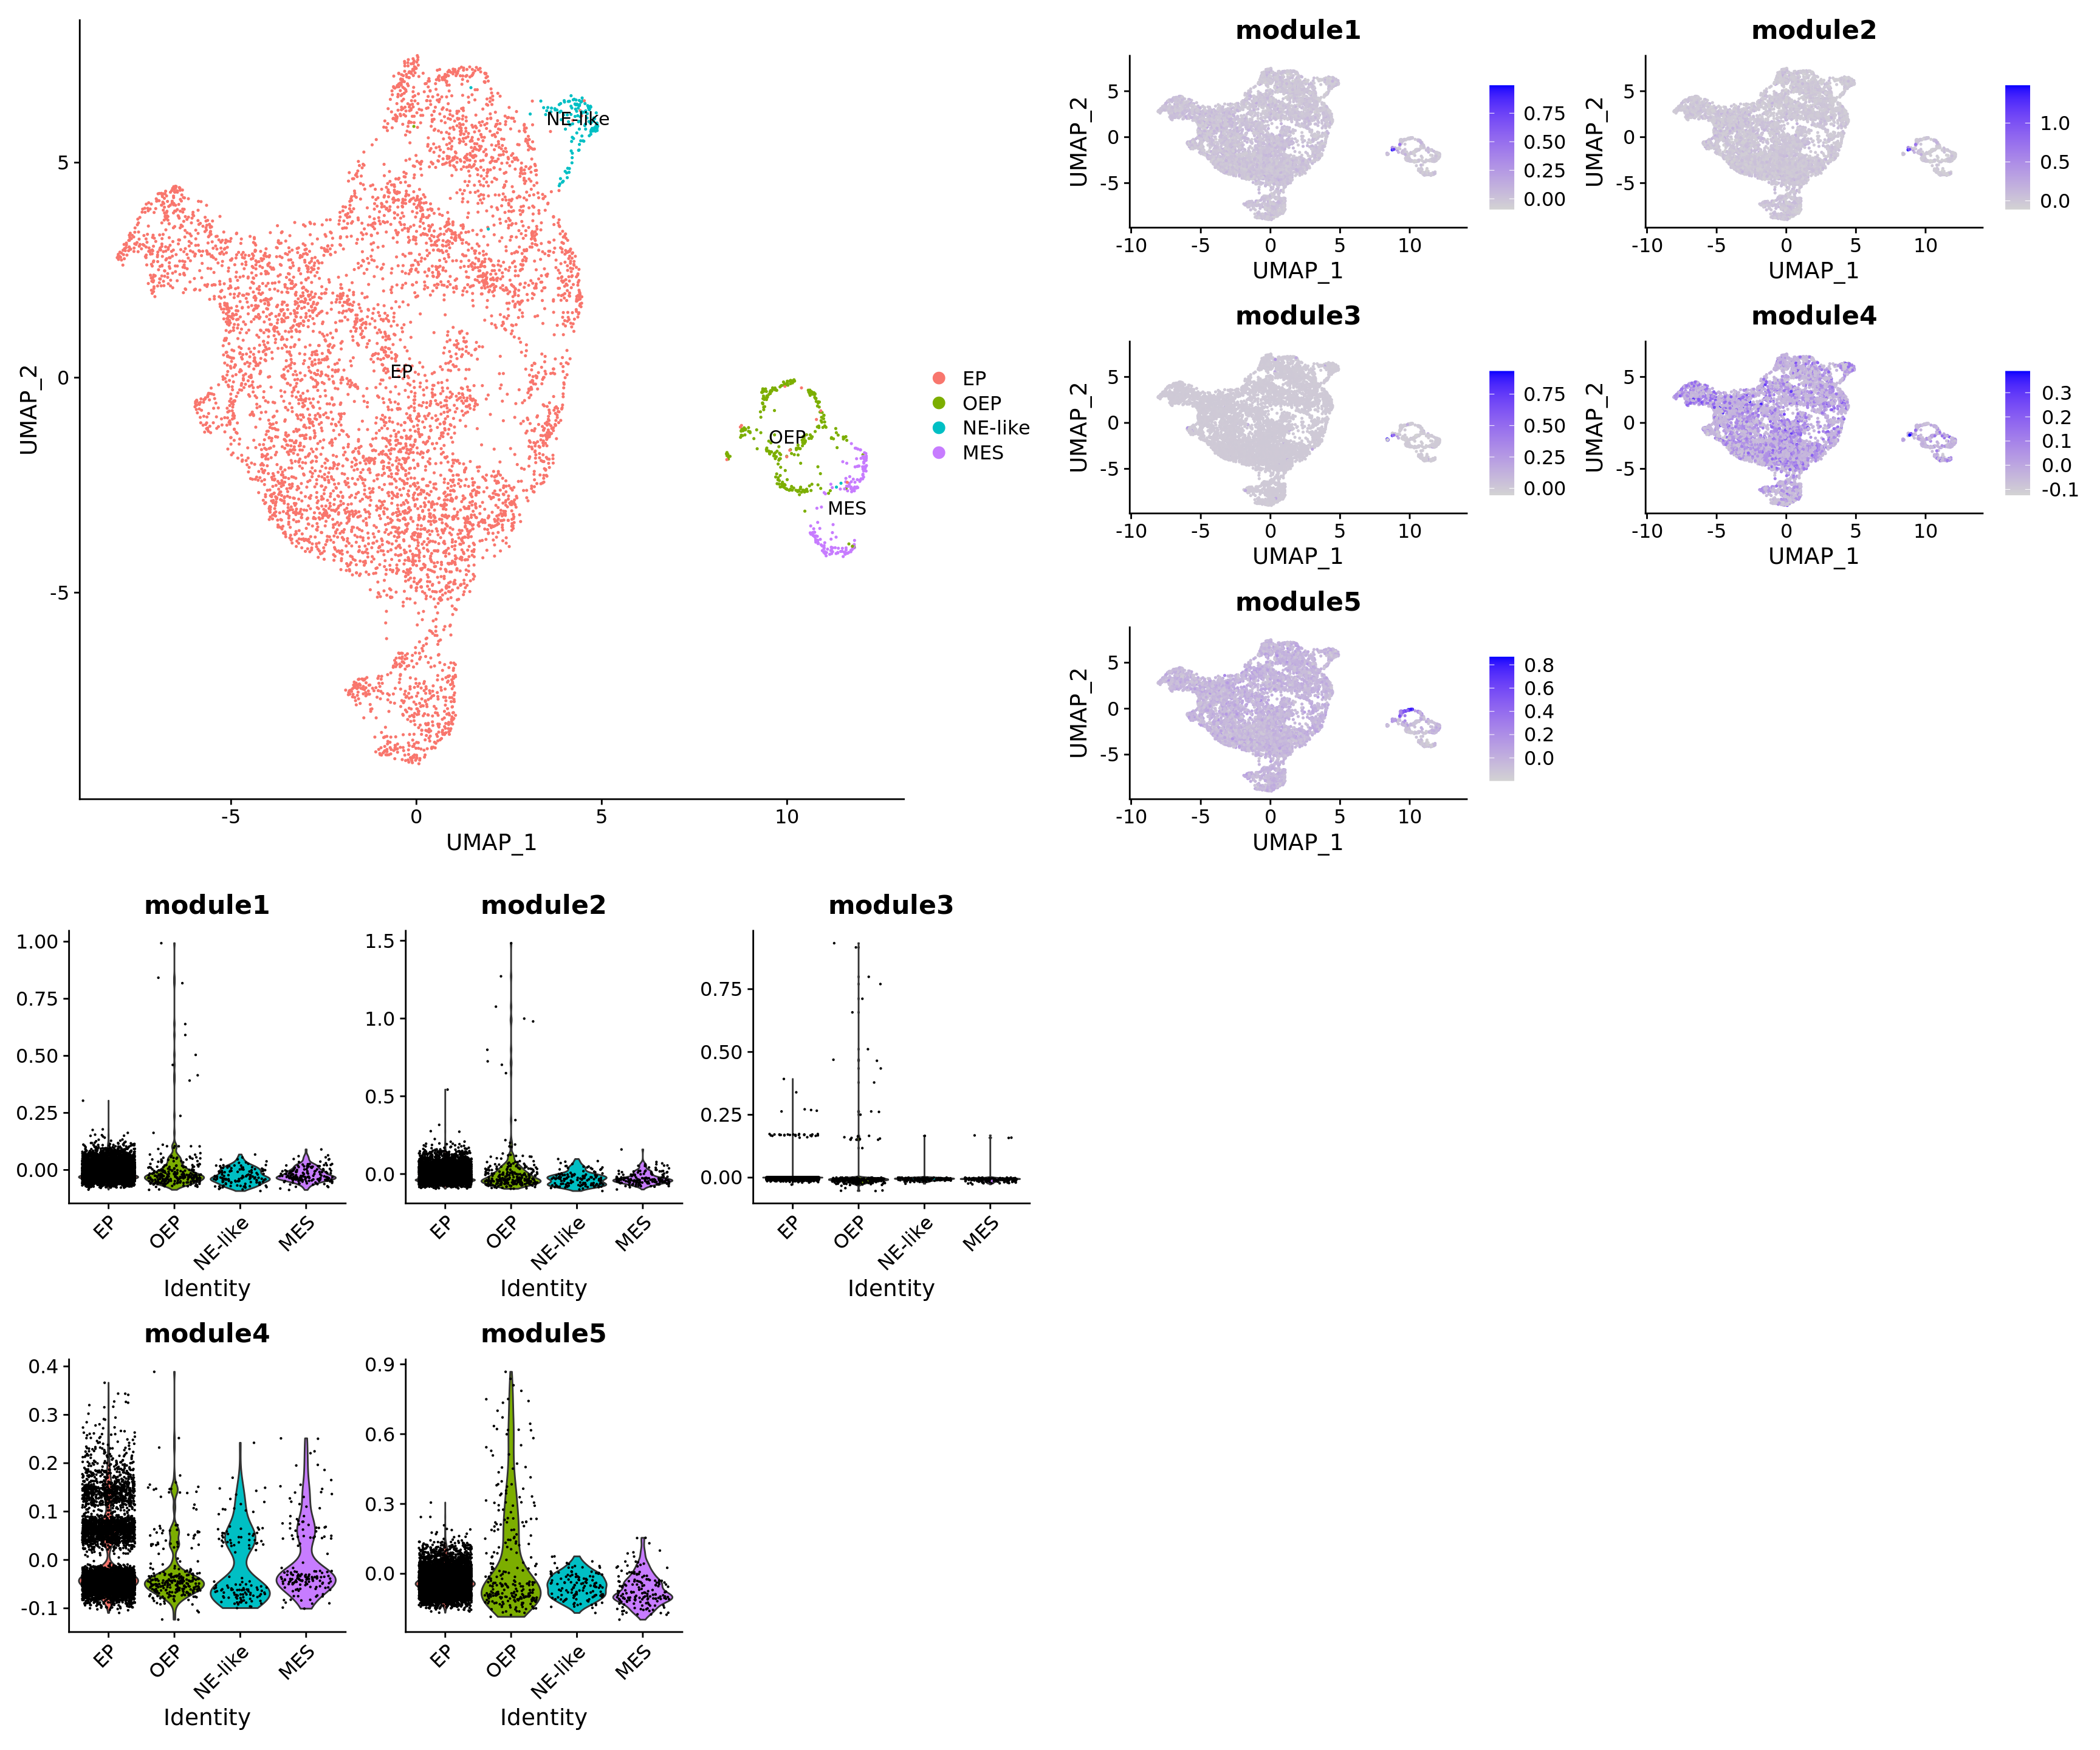 UMAP_2
5
0
-5
NE-like
EP
OEP
MES
-5 0 5 10
UMAP_1
EP
OEP
NE-like
MES
module1
UMAP_2
5
0
-5
-10 -5 0 5 10
UMAP_1
0.75
0.50
0.25
0.00
module2
UMAP_2
5
0
-5
-10 -5 0 5 10
UMAP_1
1.0
0.5
0.0
module3
UMAP_2
5
0
-5
-10 -5 0 5 10
UMAP_1
0.75
0.50
0.25
0.00
module4
UMAP_2
5
0
-5
-10 -5 0 5 10
UMAP_1
0.3
0.2
0.1
0.0
-0.1
module5
UMAP_2
5
0
-5
-10 -5 0 5 10
UMAP_1
0.8
0.6
0.4
0.2
0.0
module1
1.00
0.75
0.50
0.25
0.00
EP OEP NE-like MES
Identity
module2
1.5
1.0
0.5
0.0
EP OEP NE-like MES
Identity
module3
0.75
0.50
0.25
0.00
EP OEP NE-like MES
Identity
module4
0.4
0.3
0.2
0.1
0.0
-0.1
EP OEP NE-like MES
Identity
module5
0.9
0.6
0.3
0.0
EP OEP NE-like MES
Identity